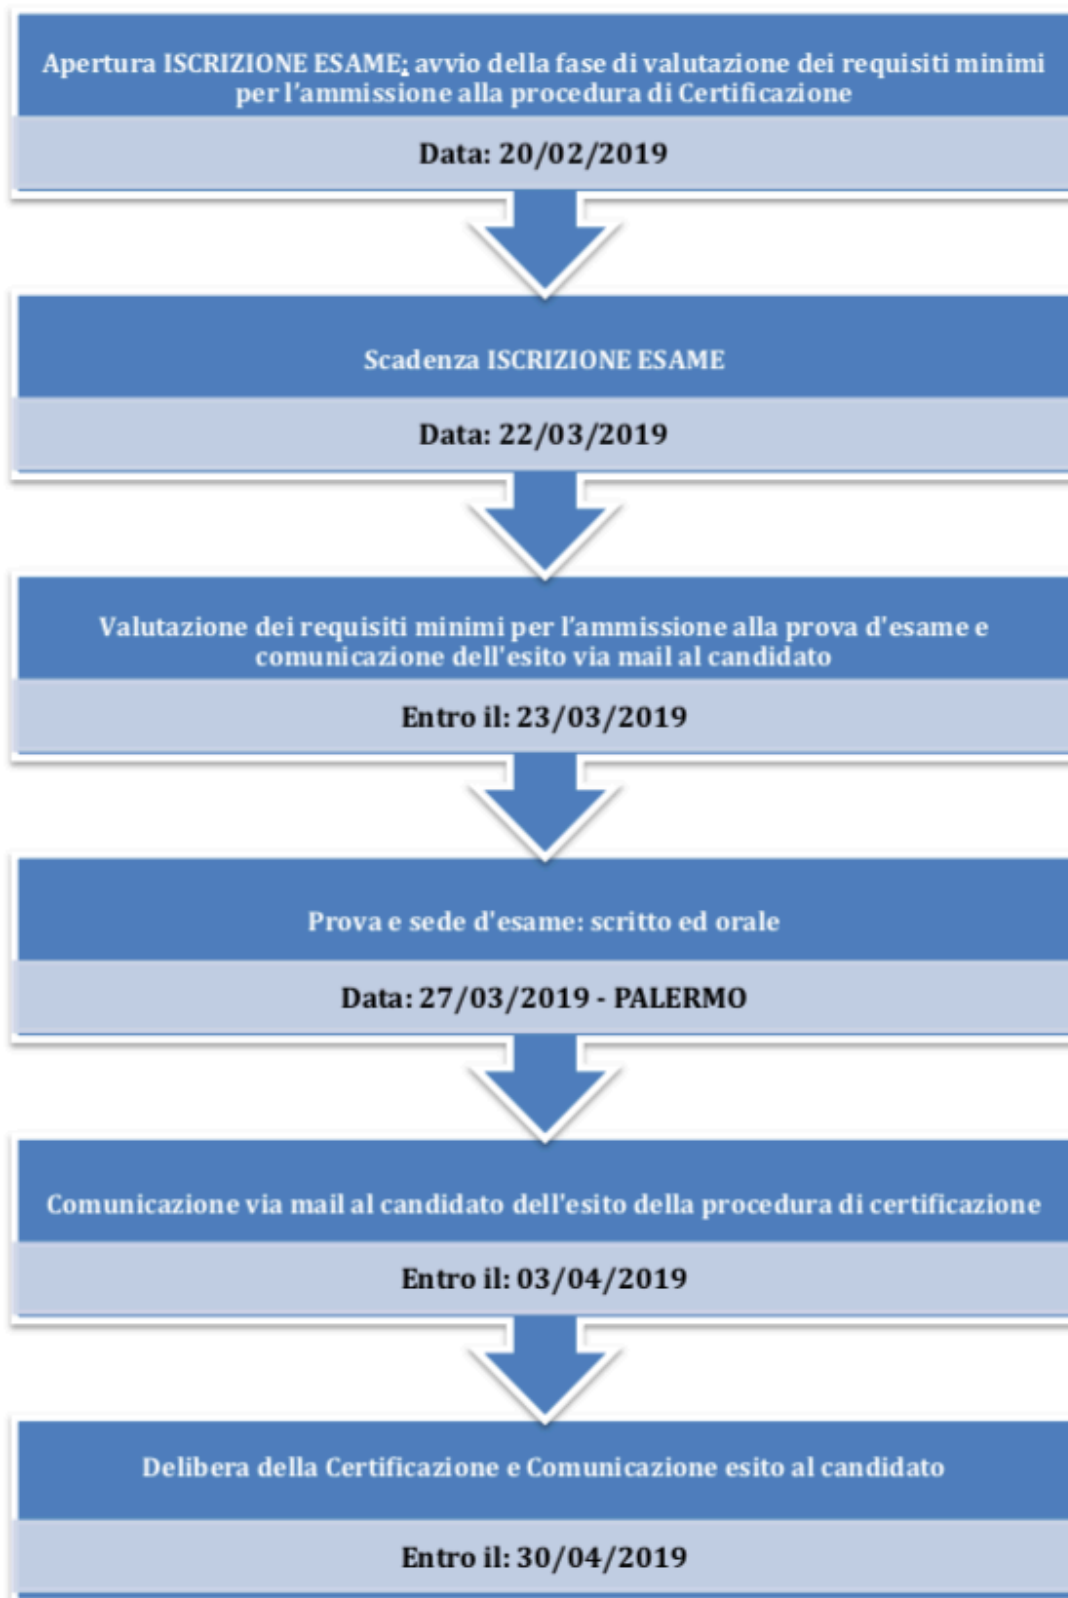 Apertura ISCRIZIONE ESAME; avvio della fase di valutazione dei requisiti minimi
per l'ammissione alla procedura di Certificazione
Data: 20/02/2019
Scadenza ISCRIZIONE ESAME
Data: 22/03/2019
Valutazione dei requisiti minimi per l'ammissione alla prova d'esame e
comunicazione dell'esito via mail al candidato
Entro il: 23/03/2019
Prova e sede d'esame: scritto ed orale
Data: 27/03/2019 - PALERMO
Comunicazione via mail al candidato dell'esito della procedura di certificazione
Entro il: 03/04/2019
Delibera della Certificazione e Comunicazione esito al candidato
Entro il: 30/04/2019